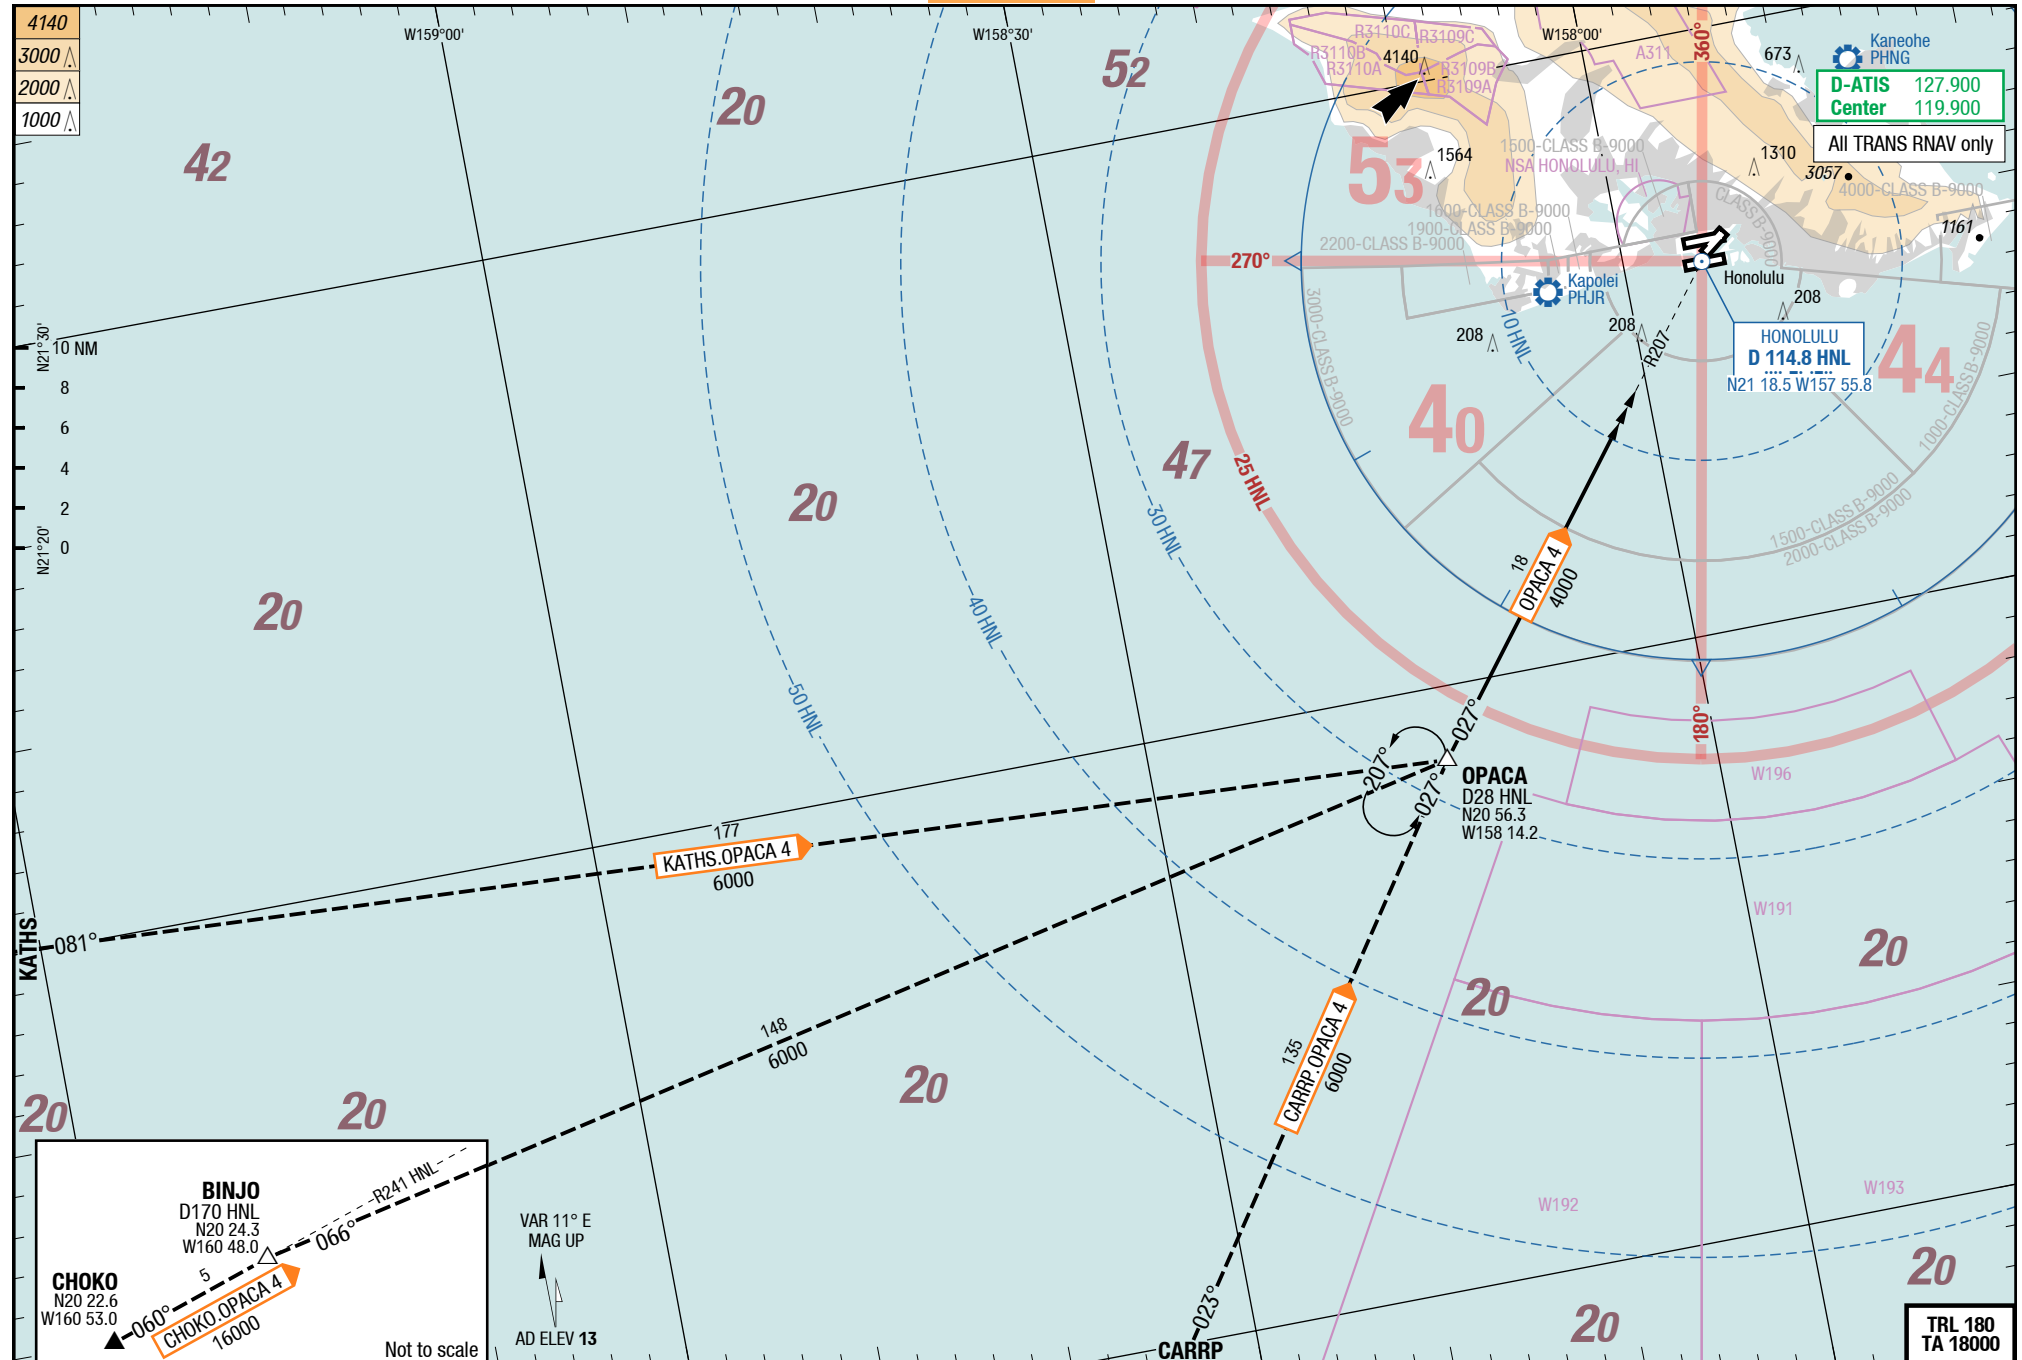 4140
3000
2000
1000
W159°00'
W158°30'
W158°00'
360°
52
20
42
R3110C
R3109C
R3110B
4140
R3110A
R3109B
R3109A
A311
673
Kaneohe
PHNG
D-ATIS 127.900
Center 119.900
All TRANS RNAV only
53
1564
1500-CLASS B-9000
NSA HONOLULU, HI
1310
3057
4000-CLASS B-9000
CLASS B-9000
1161
1600-CLASS B-9000
1900-CLASS B-9000
2200-CLASS B-9000
270°
Honolulu
Kapolei
PHJR
208
208
208
3000-CLASS B-9000
10 HNL
R207
HONOLULU
D 114.8 HNL
N21 18.5 W157 55.8
44
1000-CLASS B-9000
N21°30'
10 NM
8
6
4
2
0
N21°20'
40
47
25 HNL
20
30 HNL
1500-CLASS B-9000
2000-CLASS B-9000
18
OPACA 4
4000
20
40 HNL
50 HNL
027°
180°
207°
027°
OPACA
D28 HNL
N20 56.3
W158 14.2
W196
177
KATHS.OPACA 4
6000
KATHS
081°
W191
20
20
148
6000
135
CARRP.OPACA 4
6000
20
20
20
BINJO
D170 HNL
N20 24.3
W160 48.0
R241 HNL
066°
5
CHOKO
N20 22.6
W160 53.0
060°
CHOKO.OPACA 4
16000
Not to scale
VAR 11° E
MAG UP
AD ELEV 13
W192
W193
20
20
023°
CARRP
TRL 180
TA 18000